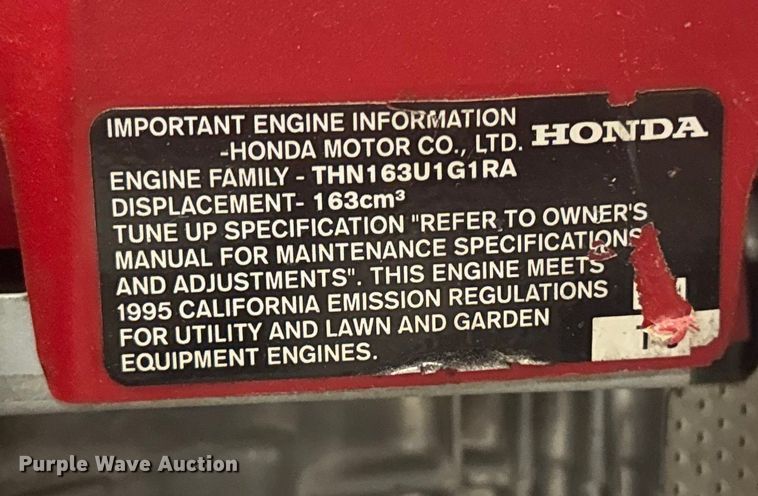 IMPORTANT ENGINE INFORMATION
-HONDA MOTOR CO., LTD. HONDA
ENGINE FAMILY - THN163U1G1RA
DISPLACEMENT- 163cm³
TUNE UP SPECIFICATION "REFER TO OWNER'S
MANUAL FOR MAINTENANCE SPECIFICATIONS
AND ADJUSTMENTS". THIS ENGINE MEETS
1995 CALIFORNIA EMISSION REGULATIONS
FOR UTILITY AND LAWN AND GARDEN
EQUIPMENT ENGINES.
Purple Wave Auction